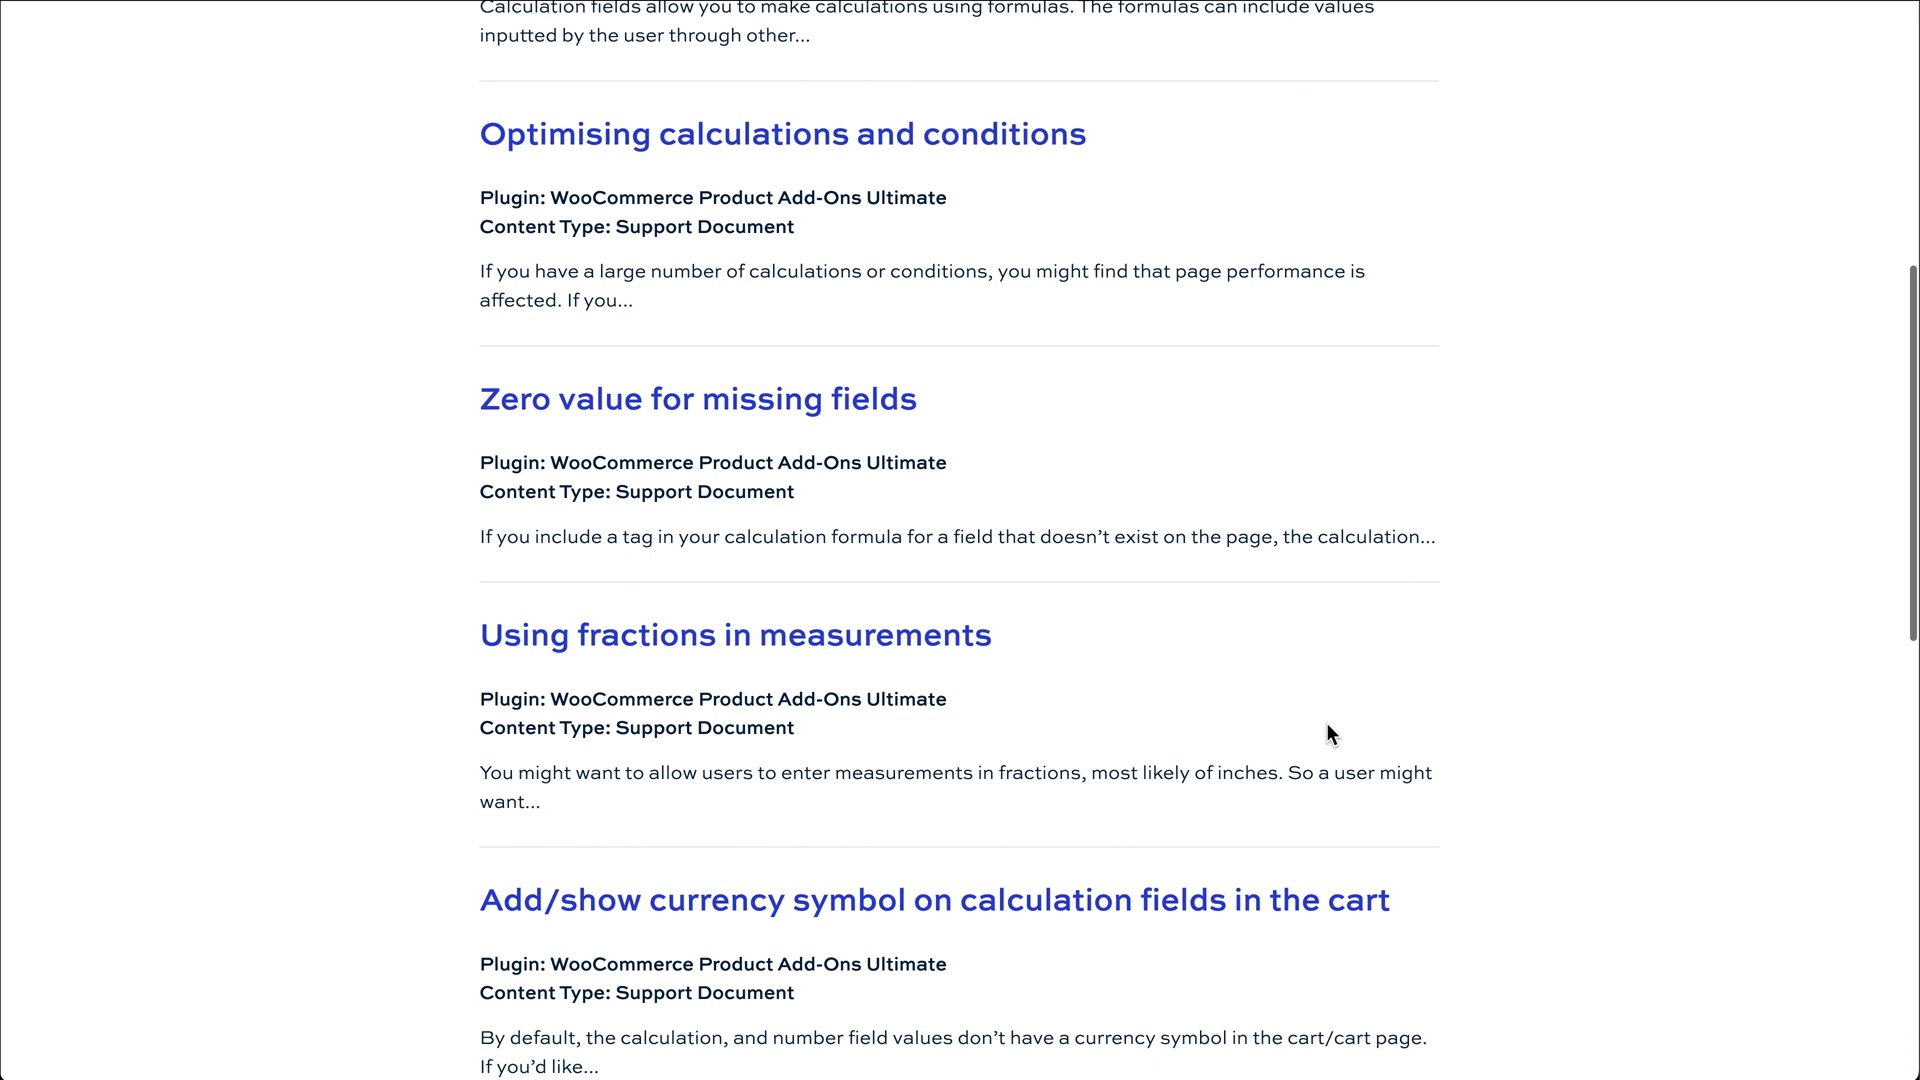 Calculation fields allow you to make calculations using formulas. The formulas can include values
inputted by the user through other...
Optimising calculations and conditions
Plugin: WooCommerce Product Add-Ons Ultimate
Content Type: Support Document
If you have a large number of calculations or conditions, you might find that page performance is
affected. If you...
Zero value for missing fields
Plugin: WooCommerce Product Add-Ons Ultimate
Content Type: Support Document
If you include a tag in your calculation formula for a field that doesn’t exist on the page, the calculation...
Using fractions in measurements
Plugin: WooCommerce Product Add-Ons Ultimate
Content Type: Support Document
You might want to allow users to enter measurements in fractions, most likely of inches. So a user might
want...
Add/show currency symbol on calculation fields in the cart
Plugin: WooCommerce Product Add-Ons Ultimate
Content Type: Support Document
By default, the calculation, and number field values don’t have a currency symbol in the cart/cart page.
If you’d like...